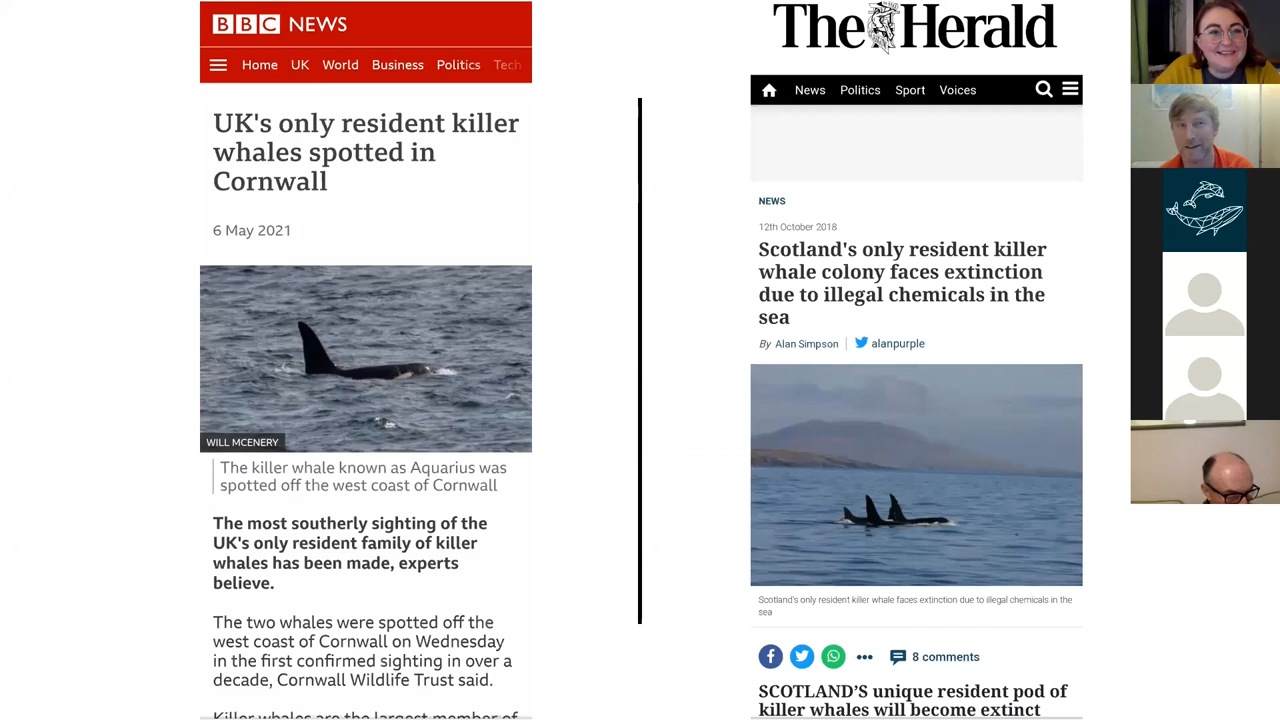 BBC NEWS
Home UK World Business Politics Tech
UK's only resident killer
whales spotted in
Cornwall
6 May 2021
WILL MCENERY
The killer whale known as Aquarius was
spotted off the west coast of Cornwall
The most southerly sighting of the
UK's only resident family of killer
whales has been made, experts
believe.
The two whales were spotted off the
west coast of Cornwall on Wednesday
in the first confirmed sighting in over a
decade, Cornwall Wildlife Trust said.
Killer whales are the largest member of
The Herald
News Politics Sport Voices
NEWS
12th October 2018
Scotland's only resident killer
whale colony faces extinction
due to illegal chemicals in the
sea
By Alan Simpson alanpurple
Scotland's only resident killer whale faces extinction due to illegal chemicals in the
sea
8 comments
SCOTLAND'S unique resident pod of
killer whales will become extinct